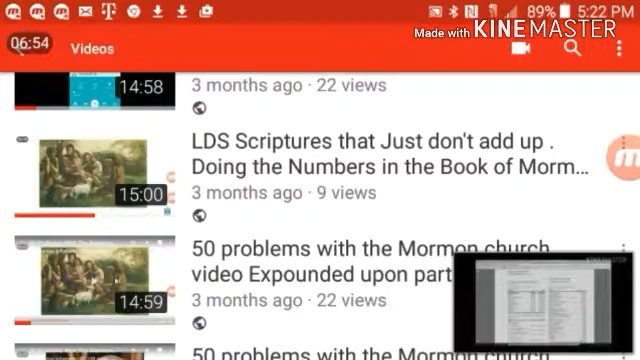 89% 5:22 PM
Made with KINEMASTER
06:54
Videos
14:58
3 months ago · 22 views
LDS Scriptures that Just don't add up .
Doing the Numbers in the Book of Morm...
15:00
3 months ago · 9 views
50 problems with the Mormon church
video Expounded upon part
14:59
3 months ago · 22 views
50 problems with the Mormon church